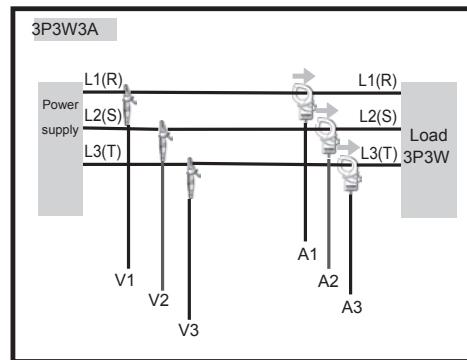 3P3W3A
L1(R) L1(R)
Power
supply
L2(S) L2(S)
Load
3P3W
L3(T) L3(T)
V1
V2
V3
A1
A2
A3